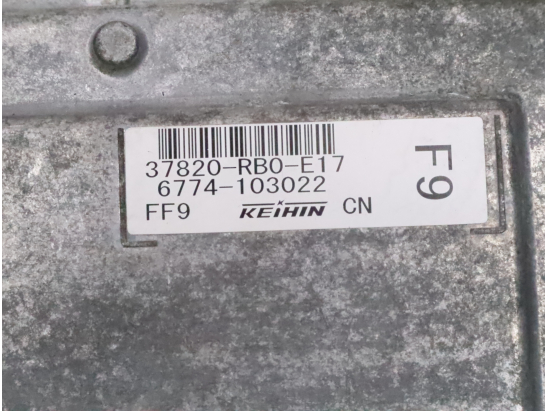 37820-RB0-E17
6774-103022
FF9 KEIHIN CN
F9